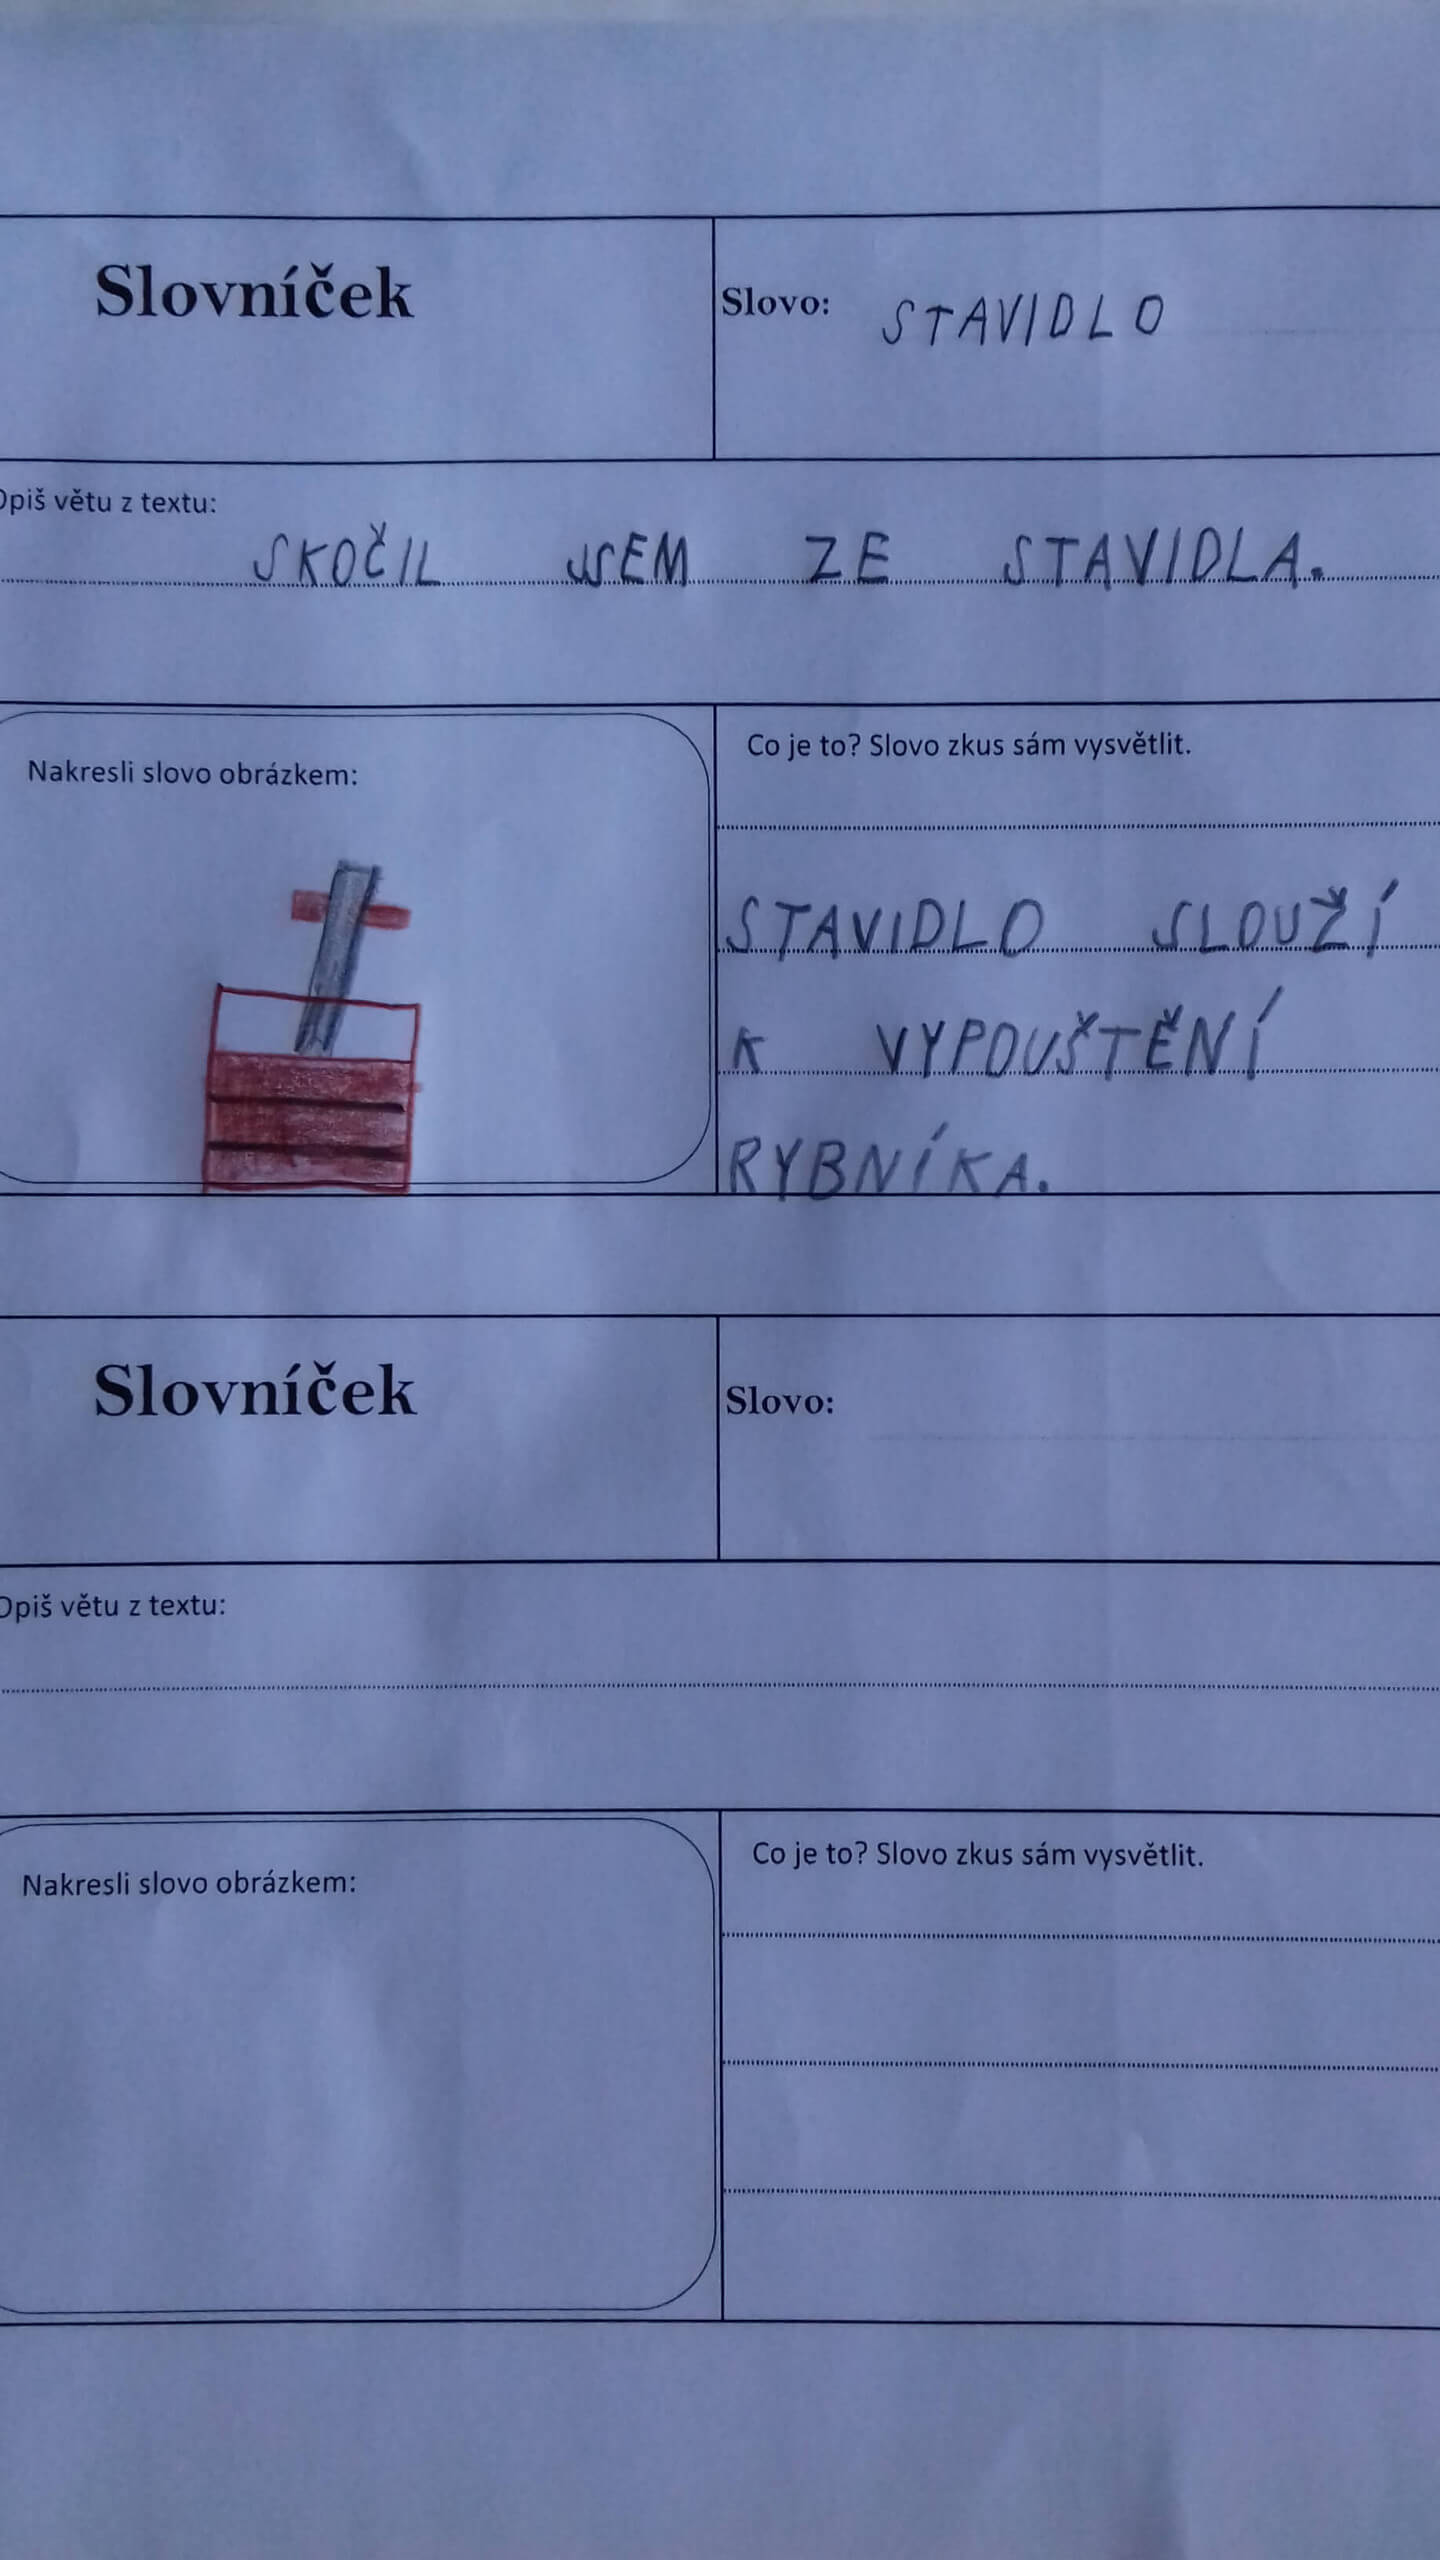 Slovníček
Slovo: STAVIDLO
Opiš větu z textu:
SKOČIL JSEM ZE STAVIDLA.
Nakresli slovo obrázkem:
Co je to? Slovo zkus sám vysvětlit.
STAVIDLO SLOUŽÍ
K VYPOUŠTĚNÍ
RYBNÍKA.
Slovníček
Slovo:
Opiš větu z textu:
Nakresli slovo obrázkem:
Co je to? Slovo zkus sám vysvětlit.